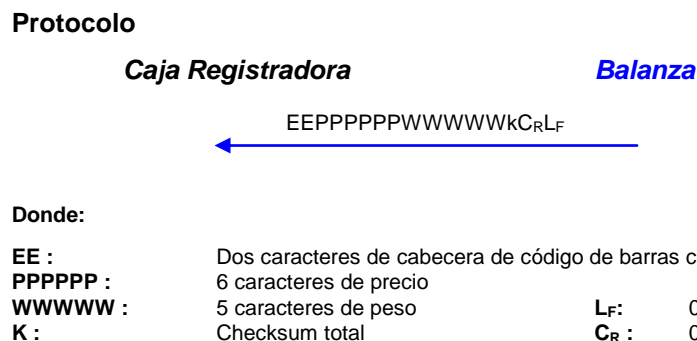 Protocolo
Caja Registradora Balanza
EEPPPPPPWWWWWkCRLF
Donde:
EE : Dos caracteres de cabecera de código de barras c
PPPPPP : 6 caracteres de precio
WWWWW : 5 caracteres de peso LF: 0
K : Checksum total CR : 0